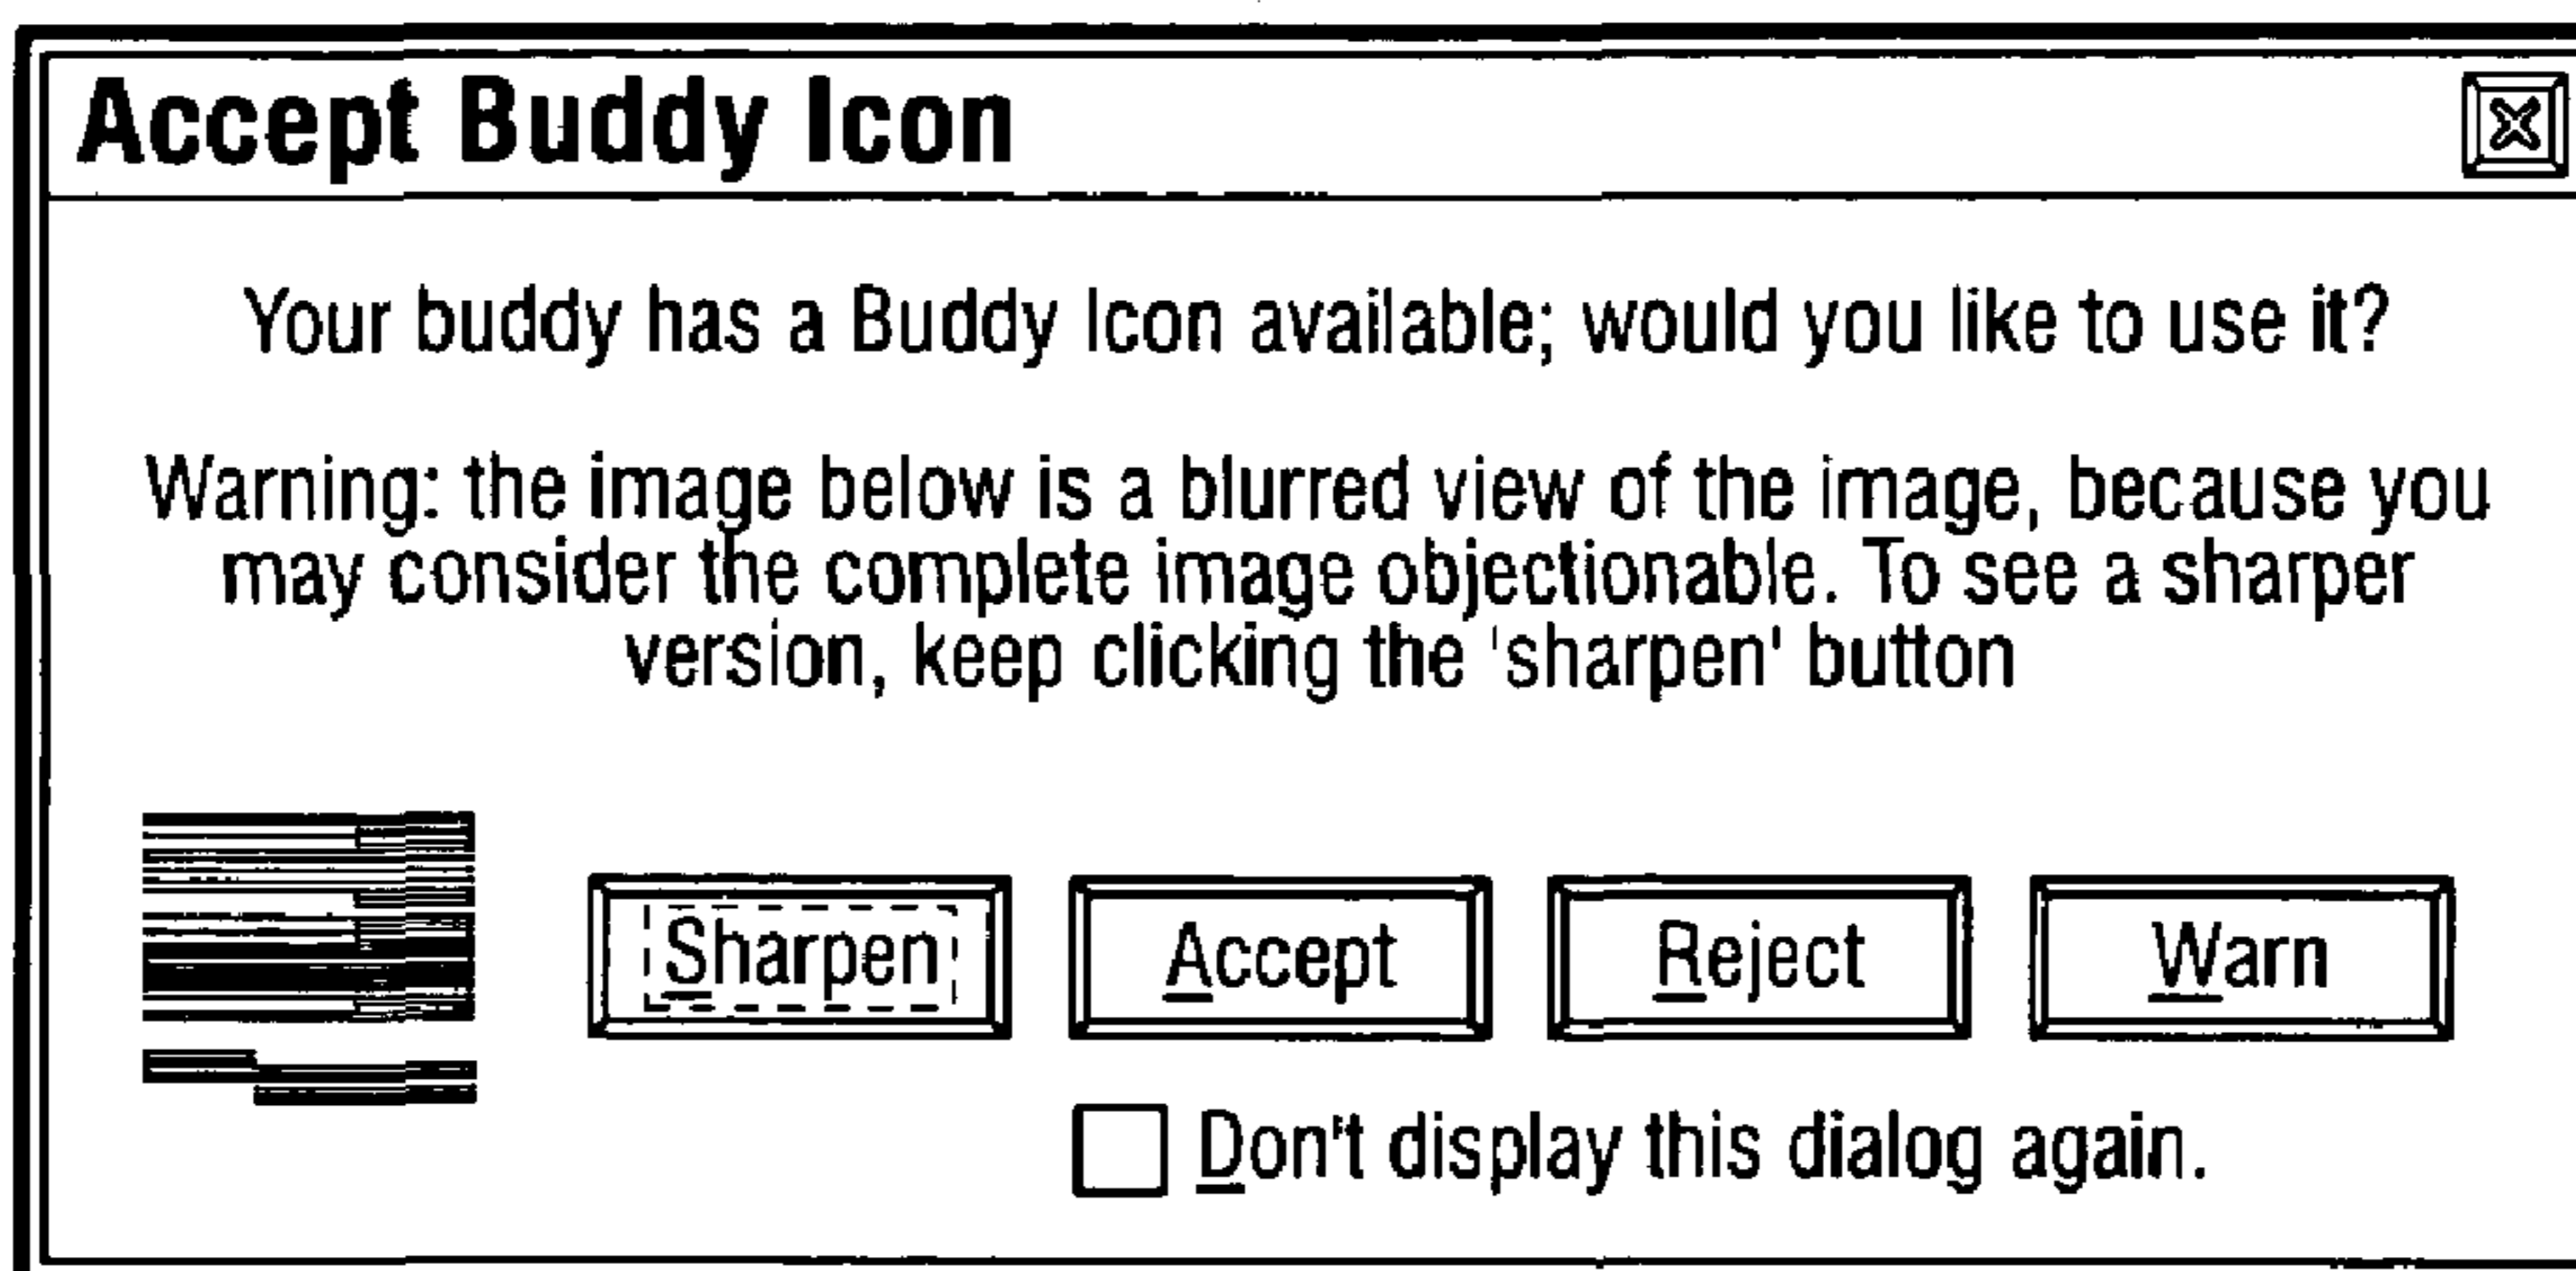 Accept Buddy Icon
Your buddy has a Buddy Icon available; would you like to use it?
Warning: the image below is a blurred view of the image, because you
may consider the complete image objectionable. To see a sharper
version, keep clicking the 'sharpen' button
Sharpen Accept Reject Warn
Don't display this dialog again.